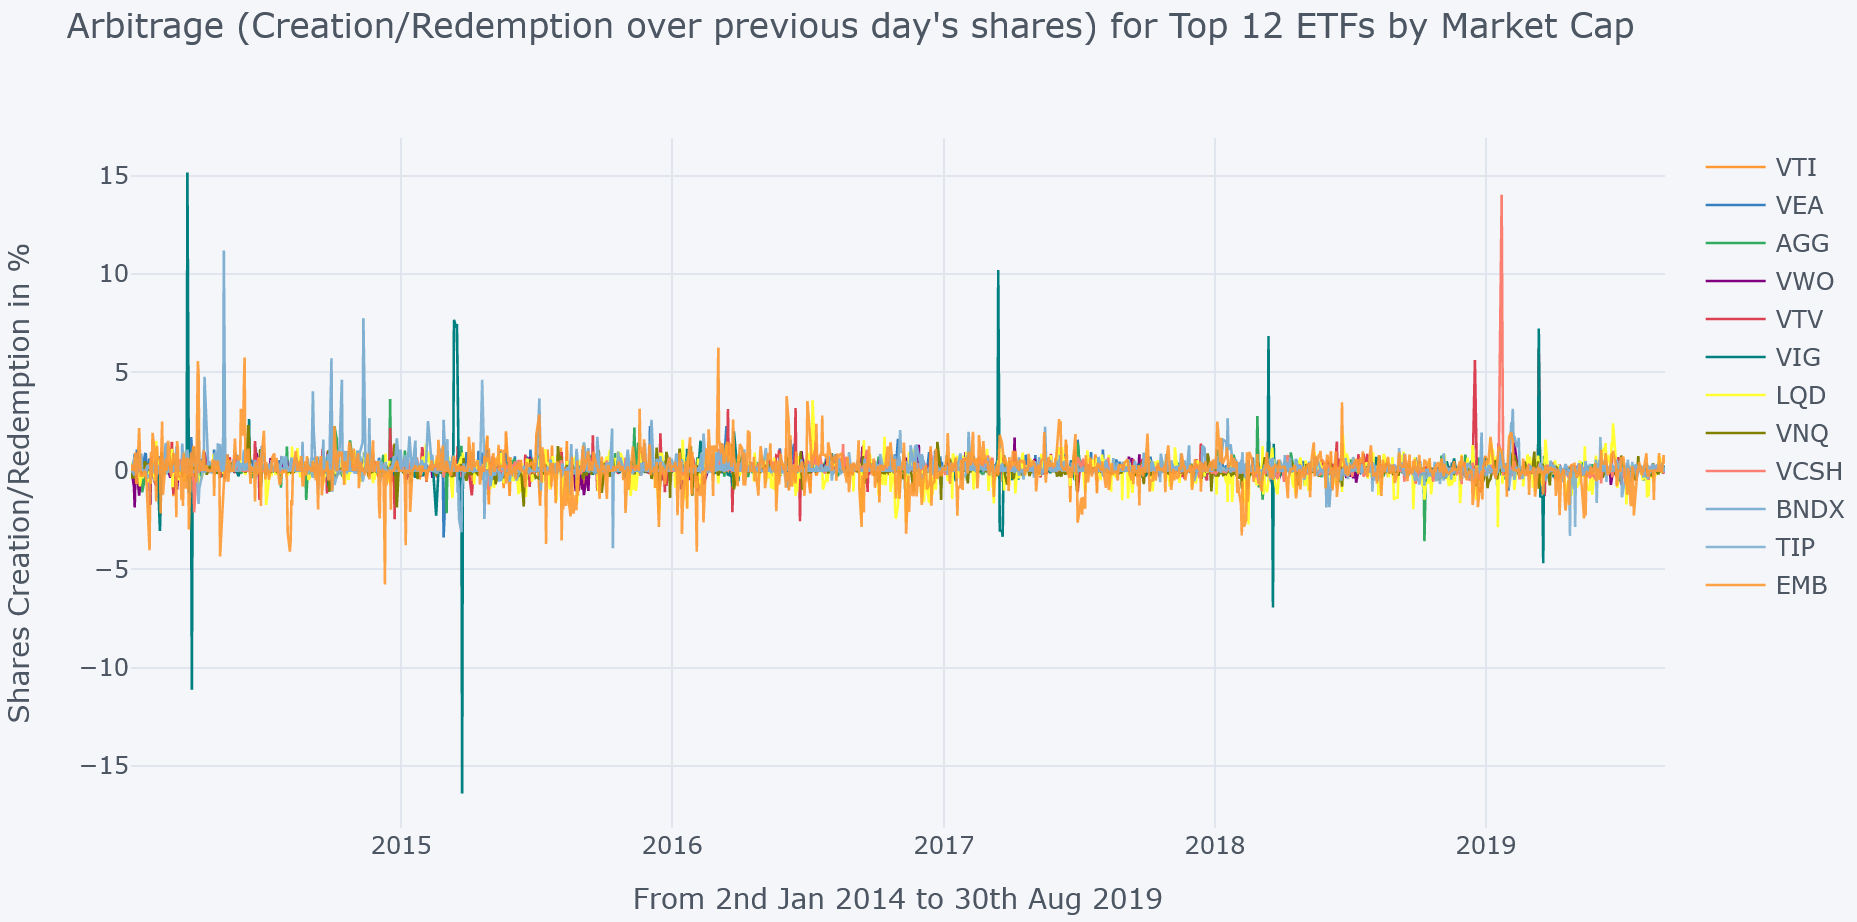 Arbitrage (Creation/Redemption over previous day's shares) for Top 12 ETFs by Market Cap
Shares Creation/Redemption in %
15
10
5
0
−5
−10
−15
2015
2016
2017
2018
2019
From 2nd Jan 2014 to 30th Aug 2019
VTI
VEA
AGG
VWO
VTV
VIG
LQD
VNQ
VCSH
BNDX
TIP
EMB